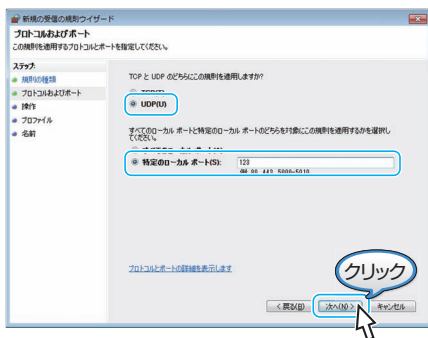 新規の受信の規則ウィザード
プロトコルおよびポート
この規則を適用するプロトコルとポートを指定してください。
ステップ:
規則の種類
プロトコルおよびポート
操作
プロファイル
名前
TCP と UDP のどちらにこの規則を適用しますか?
UDP(U)
すべてのローカル ポートと特定のローカル ポートのどちらを対象にこの規則を適用するかを選択し
てください。
特定のローカル ポート(S):
123
例: 80, 443, 5000-5010
プロトコルとポートの詳細を表示します
クリック
< 戻る(B)
次へ(N) >
キャンセル